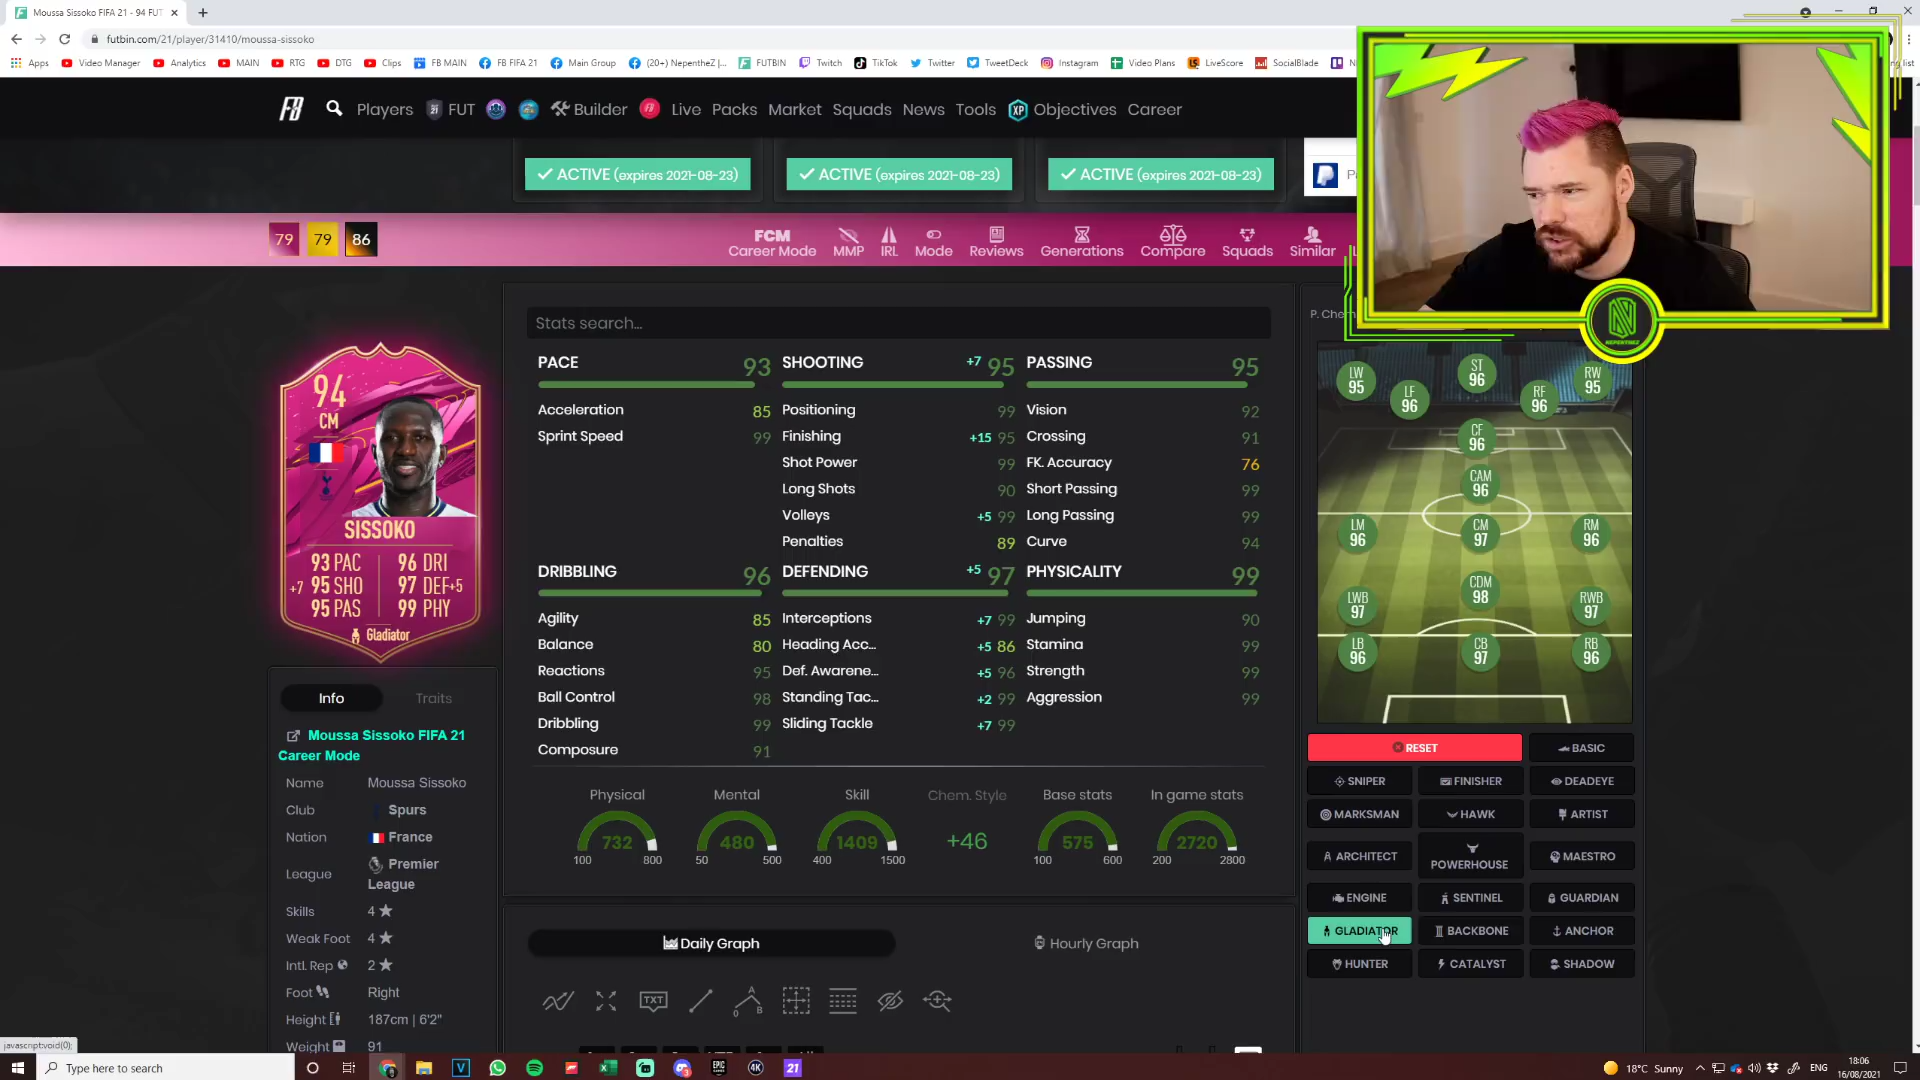 Moussa Sissoko FIFA 21 - 94 FUT
futbin.com/21/player/31410/moussa-sissoko
Apps Video Manager Analytics MAIN RTG DTG Clips FB MAIN FB FIFA 21 Main Group (20+) NepentheZ |... FUTBIN Twitch TikTok Twitter TweetDeck Instagram Video Plans LiveScore SocialBlade
Players FUT Builder Live Packs Market Squads News Tools XP Objectives Career
ACTIVE (expires 2021-08-23) ACTIVE (expires 2021-08-23) ACTIVE (expires 2021-08-23)
79 79 86
FCM
Career Mode MMP IRL Mode Reviews Generations Compare Squads Similar
Stats search...
P. Chem
PACE 93 SHOOTING +7 95 PASSING 95
Acceleration 85 Positioning 99 Vision 92
Sprint Speed 99 Finishing +15 95 Crossing 91
Shot Power 99 FK. Accuracy 76
Long Shots 90 Short Passing 99
Volleys +5 99 Long Passing 99
Penalties 89 Curve 94
DRIBBLING 96 DEFENDING +5 97 PHYSICALITY 99
Agility 85 Interceptions +7 99 Jumping 90
Balance 80 Heading Acc... +5 86 Stamina 99
Reactions 95 Def. Awarene... +5 96 Strength 99
Ball Control 98 Standing Tac... +2 99 Aggression 99
Dribbling 99 Sliding Tackle +7 99
Composure 91
Physical Mental Skill Chem. Style Base stats In game stats
732 480 1409 +46 575 2720
100 800 50 500 400 1500 100 600 200 2800
Daily Graph Hourly Graph
TXT
94
CM
SISSOKO
93 PAC 96 DRI
+7 95 SHO 97 DEF +5
95 PAS 99 PHY
Gladiator
Info Traits
Moussa Sissoko FIFA 21
Career Mode
Name Moussa Sissoko
Club Spurs
Nation France
League Premier
League
Skills 4
Weak Foot 4
Intl. Rep 2
Foot Right
Height 187cm | 6'2"
Weight 91
LW 95 ST 96 RW 95
LF 96 RF 96
CF 96
CAM 96
LM 96 CM 97 RM 96
LWB 97 CDM 98 RWB 97
LB 96 CB 97 RB 96
RESET BASIC
SNIPER FINISHER DEADEYE
MARKSMAN HAWK ARTIST
ARCHITECT POWERHOUSE MAESTRO
ENGINE SENTINEL GUARDIAN
GLADIATOR BACKBONE ANCHOR
HUNTER CATALYST SHADOW
NEPENTHEZ
javascript:void(0);
Type here to search
18°C Sunny ENG
18:06
16/08/2021